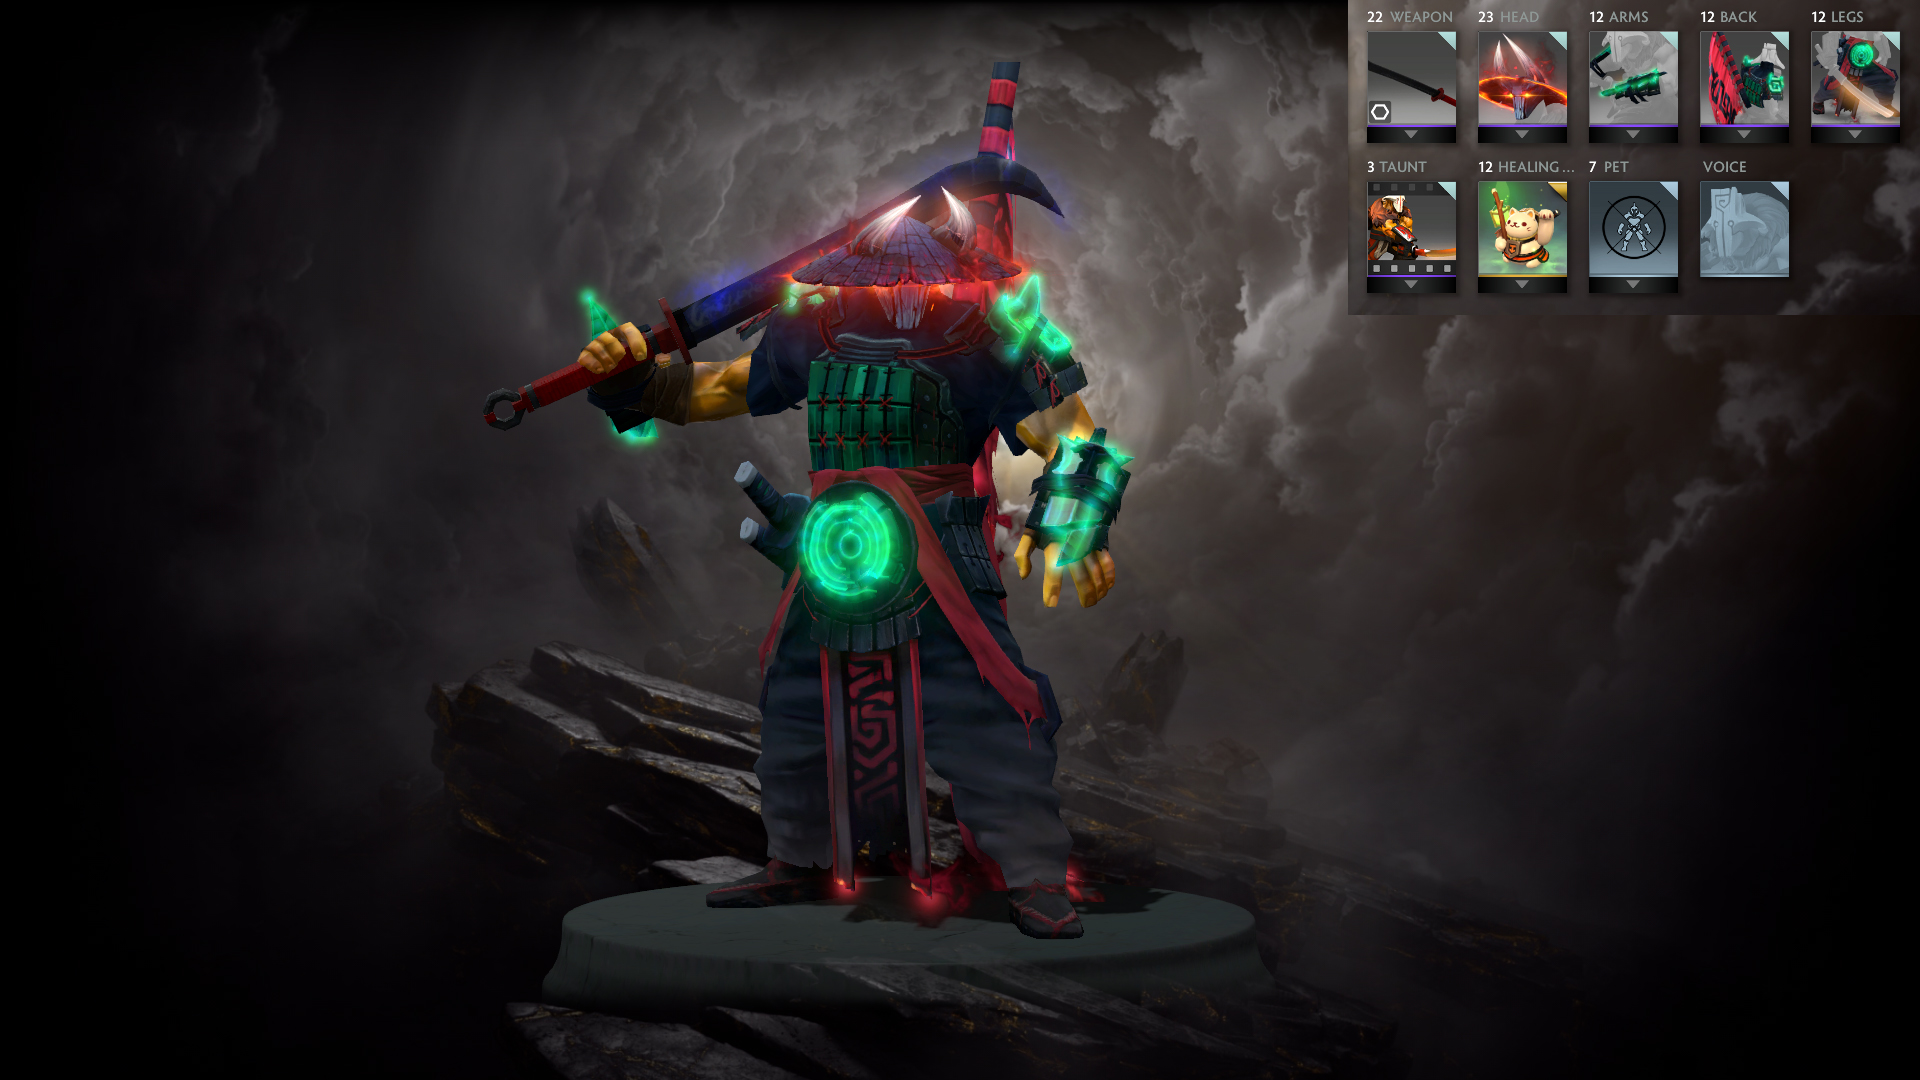 22 WEAPON
23 HEAD
12 ARMS
12 BACK
12 LEGS
3 TAUNT
12 HEALING ...
7 PET
VOICE